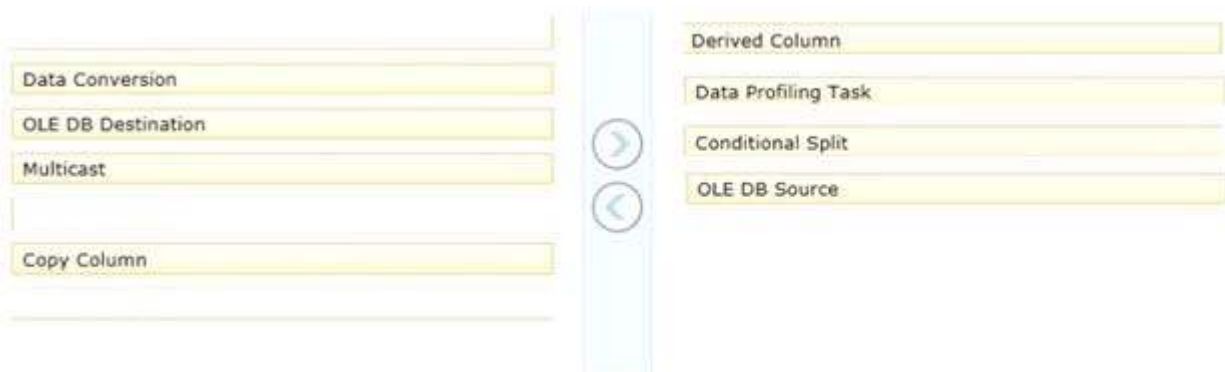 Data Conversion
OLE DB Destination
Multicast
Copy Column
Derived Column
Data Profiling Task
Conditional Split
OLE DB Source